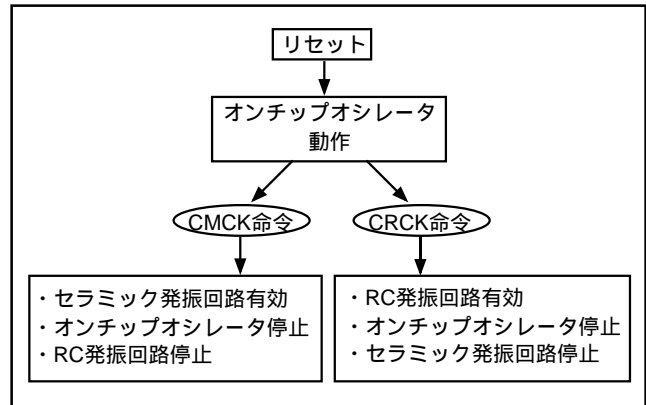 リセット
オンチップオシレータ
動作
CMCK命令
CRCK命令
・セラミック発振回路有効
・オンチップオシレータ停止
・RC発振回路停止
・RC発振回路有効
・オンチップオシレータ停止
・セラミック発振回路停止